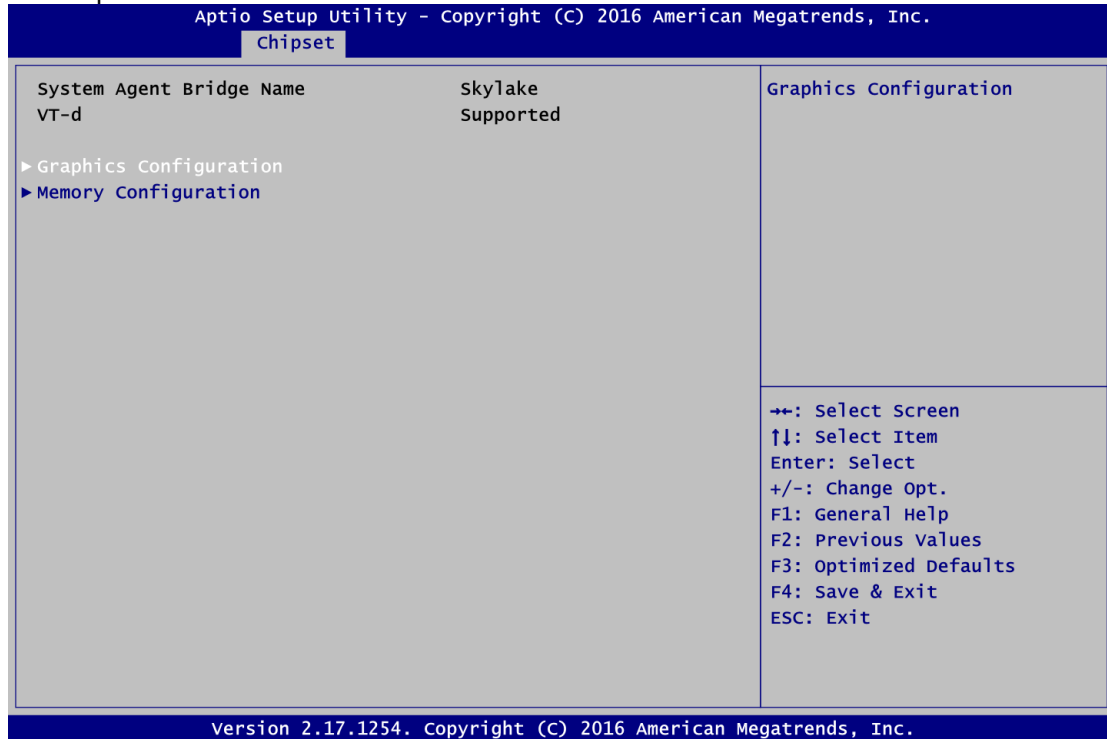 Aptio Setup Utility - Copyright (C) 2016 American Megatrends, Inc.
Chipset
System Agent Bridge Name Skylake
VT-d Supported
▶ Graphics Configuration
▶ Memory Configuration
Graphics Configuration
→←: Select Screen
↑↓: Select Item
Enter: Select
+/-: Change Opt.
F1: General Help
F2: Previous Values
F3: Optimized Defaults
F4: Save & Exit
ESC: Exit
Version 2.17.1254. Copyright (C) 2016 American Megatrends, Inc.